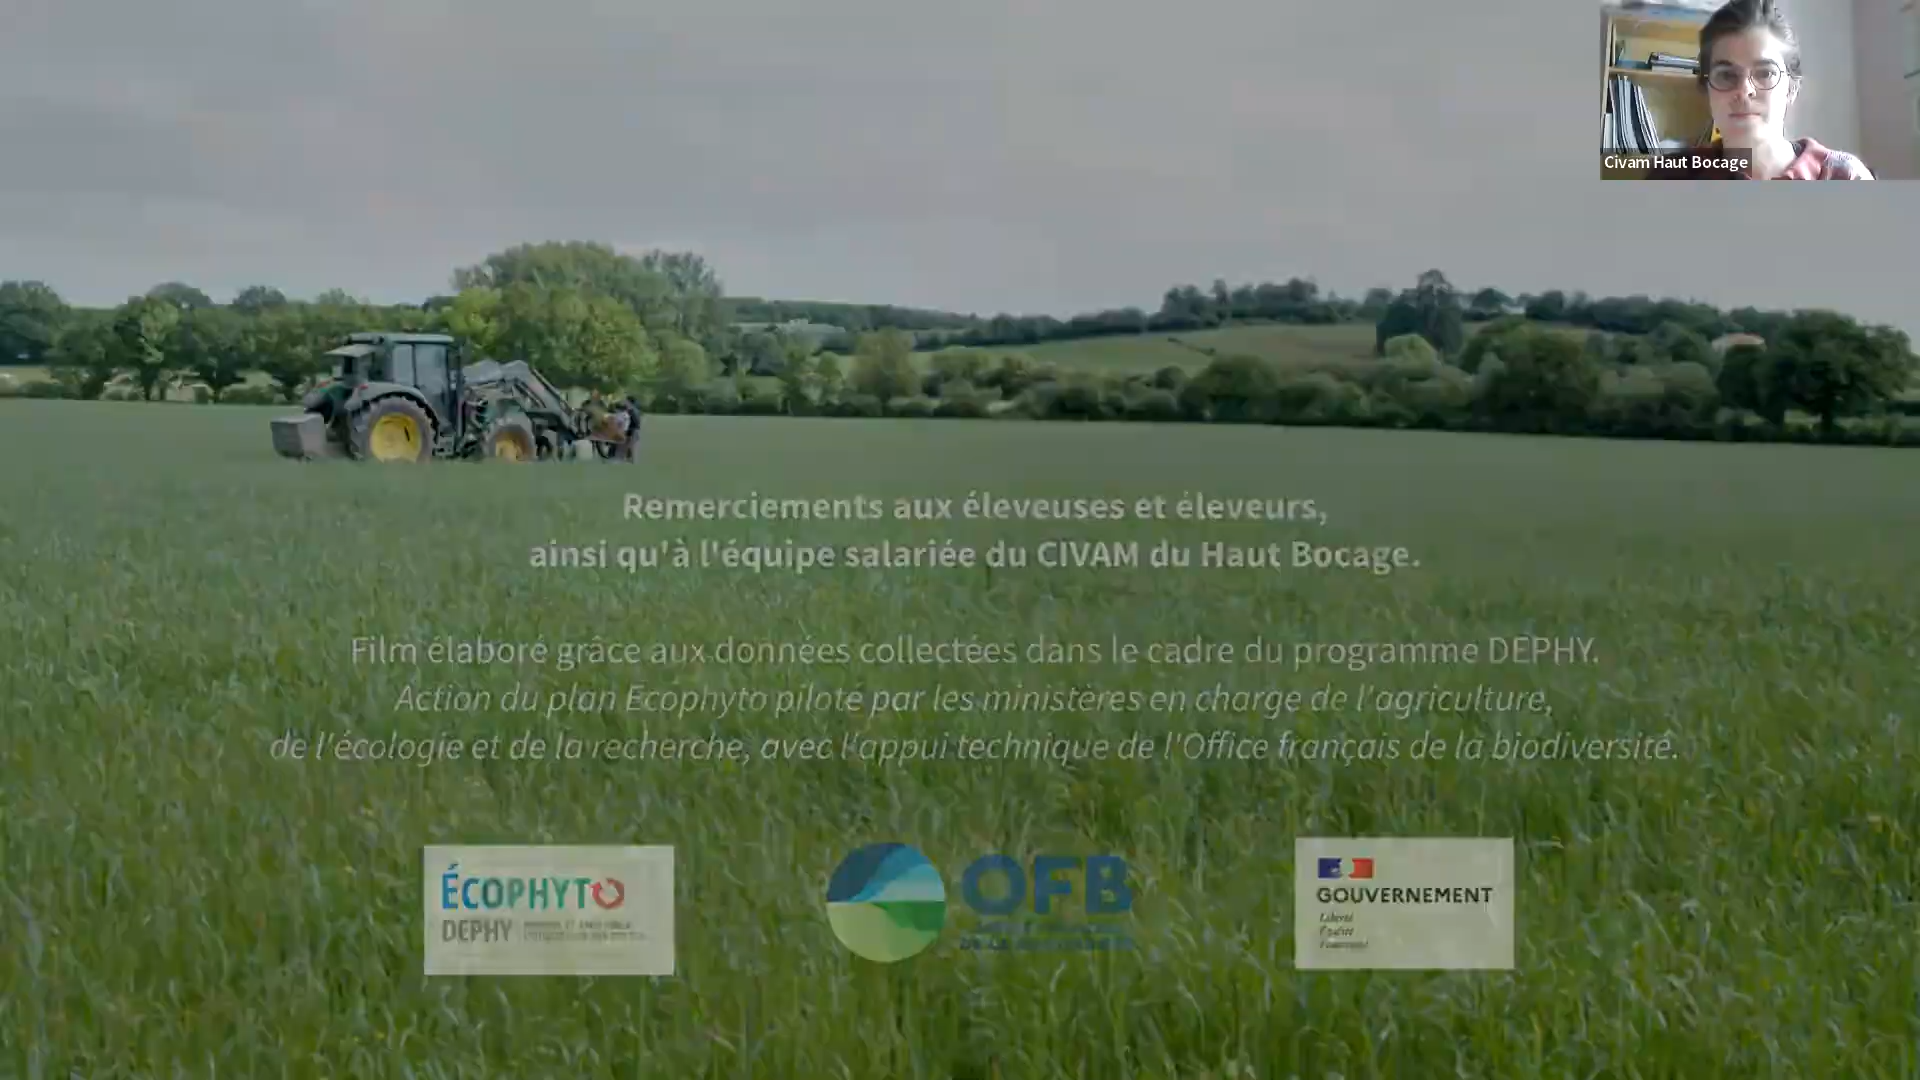 Civam Haut Bocage
Remerciements aux éleveuses et éleveurs,
ainsi qu'à l'équipe salariée du CIVAM du Haut Bocage.
Film élaboré grâce aux données collectées dans le cadre du programme DEPHY.
Action du plan Ecophyto piloté par les ministères en charge de l'agriculture,
de l'écologie et de la recherche, avec l'appui technique de l'Office français de la biodiversité.
ÉCOPHYTO
DEPHY
OFB
GOUVERNEMENT
Liberté
Égalité
Fraternité